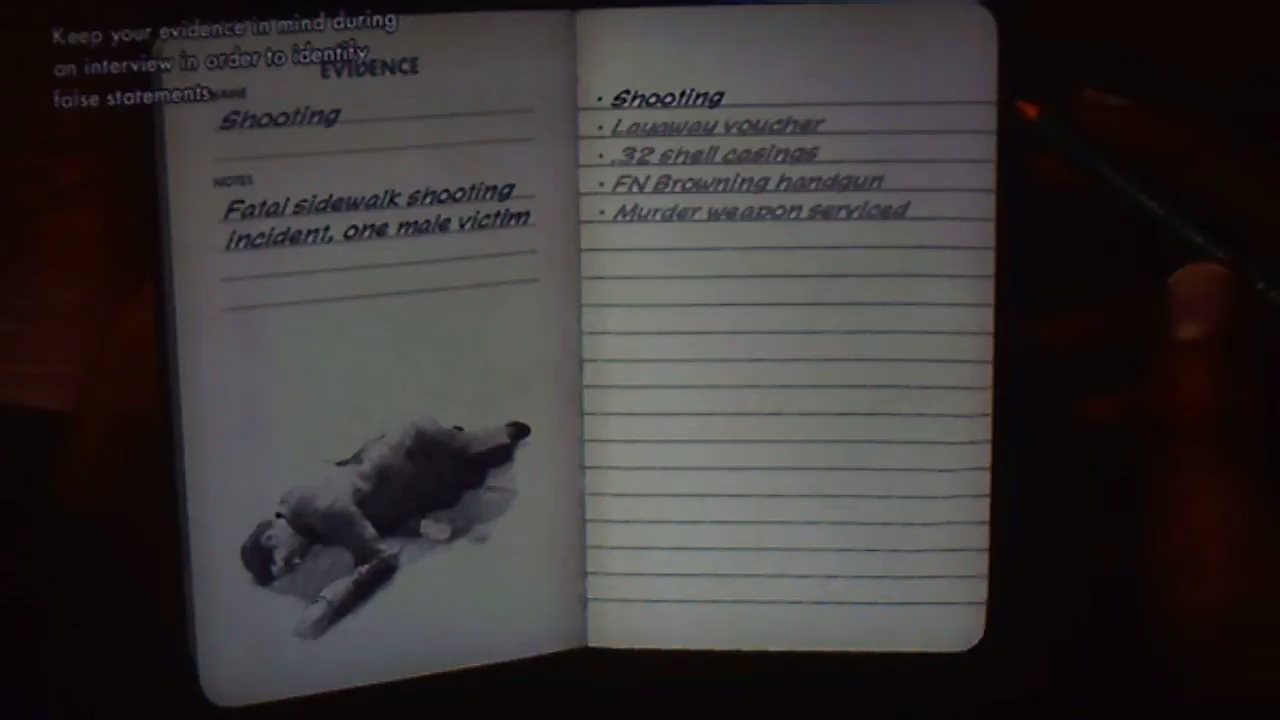 Keep your evidence in mind during
an interview in order to identify
false statements.
EVIDENCE
NAME
Shooting
NOTES
Fatal sidewalk shooting
incident, one male victim
· Shooting
· Layaway voucher
· .32 shell casings
· FN Browning handgun
· Murder weapon serviced